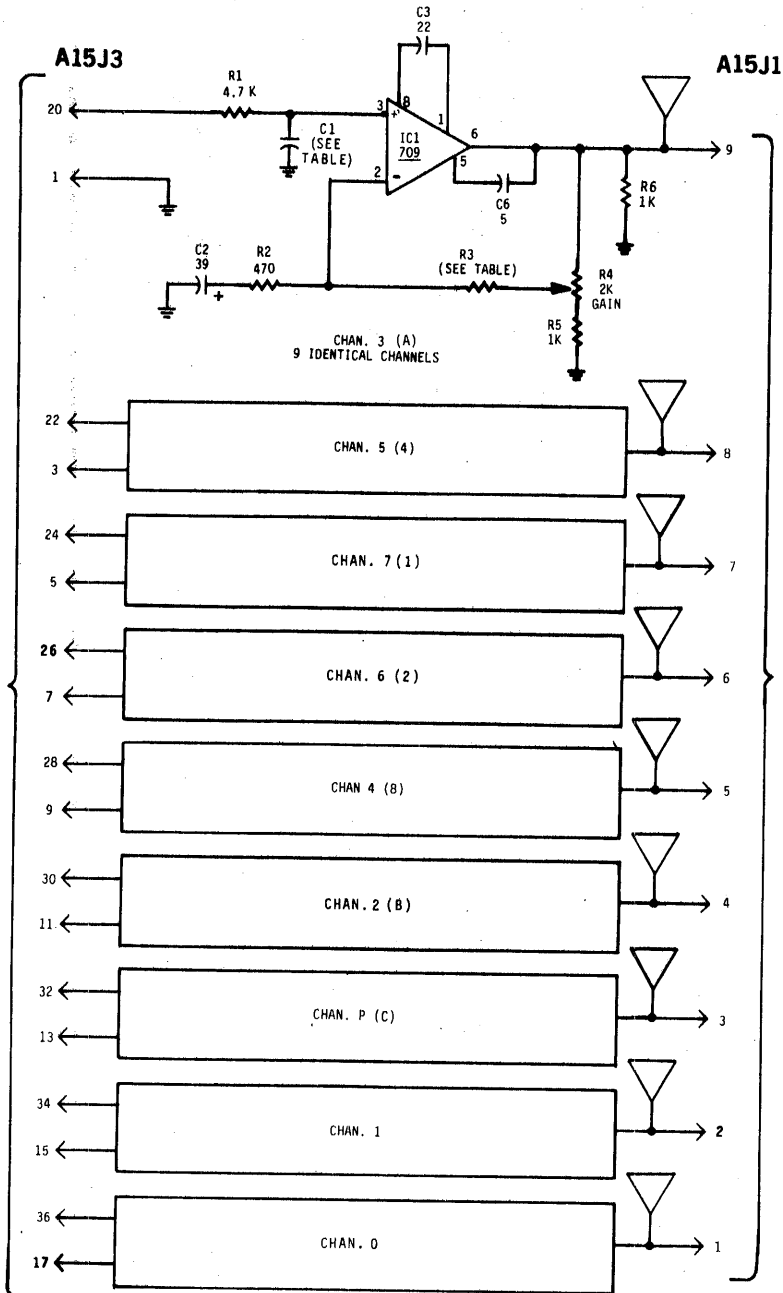 A15J3
A15J1
C3
22
R1
4.7 K
20
3
+
8
1
C1
(SEE
TABLE)
IC1
709
6
9
1
2
-
5
C6
5
R6
1K
C2
39
+
R2
470
R3
(SEE TABLE)
R4
2K
GAIN
R5
1K
CHAN. 3 (A)
9 IDENTICAL CHANNELS
22
3
CHAN. 5 (4)
8
24
5
CHAN. 7 (1)
7
26
7
CHAN. 6 (2)
6
28
9
CHAN 4 (8)
5
30
11
CHAN. 2 (B)
4
32
13
CHAN. P (C)
3
34
15
CHAN. 1
2
36
17
CHAN. 0
1